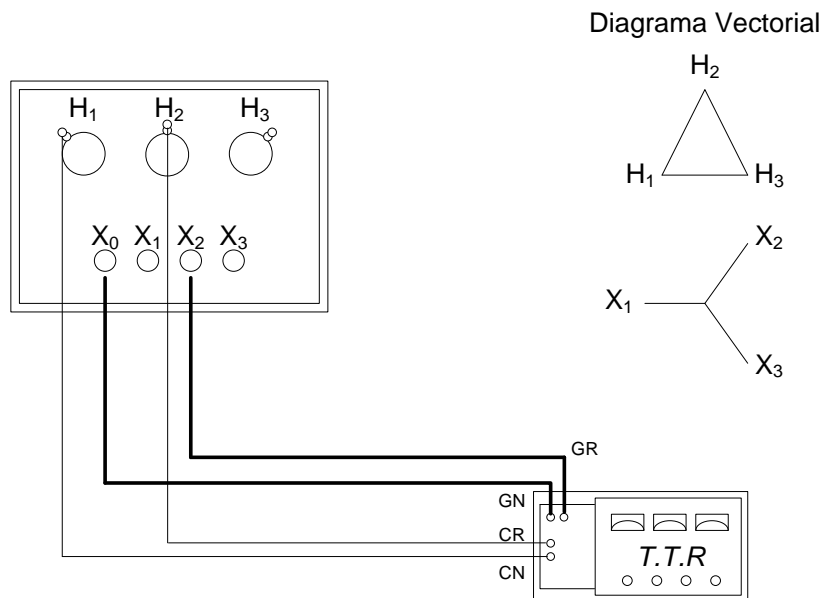 Diagrama Vectorial
H₂
H₁ H₃
H₁ H₂ H₃
X₀ X₁ X₂ X₃
X₂
X₁
X₃
GR
GN
CR
CN
T.T.R